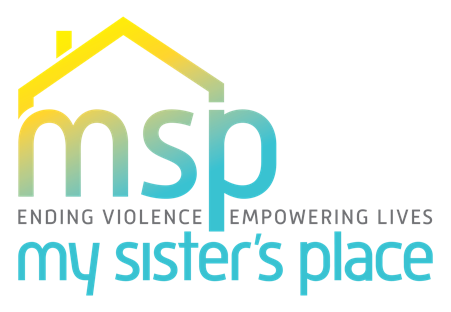 msp
ENDING VIOLENCE EMPOWERING LIVES
my sister's place